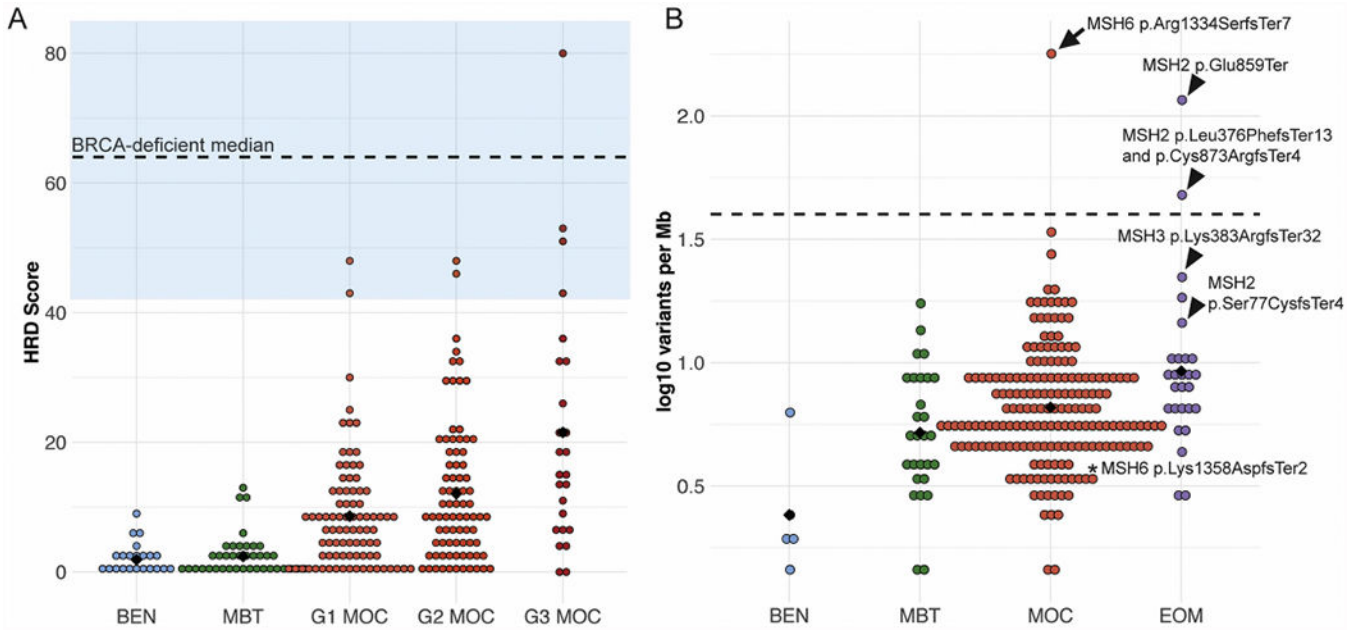 A
HRD Score
80
60
40
20
0
BRCA-deficient median
BEN
MBT
G1 MOC
G2 MOC
G3 MOC
B
log10 variants per Mb
2.0
1.5
1.0
0.5
MSH6 p.Arg1334SerfsTer7
MSH2 p.Glu859Ter
MSH2 p.Leu376PhefsTer13
and p.Cys873ArgfsTer4
MSH3 p.Lys383ArgfsTer32
MSH2
p.Ser77CysfsTer4
* MSH6 p.Lys1358AspfsTer2
BEN
MBT
MOC
EOM